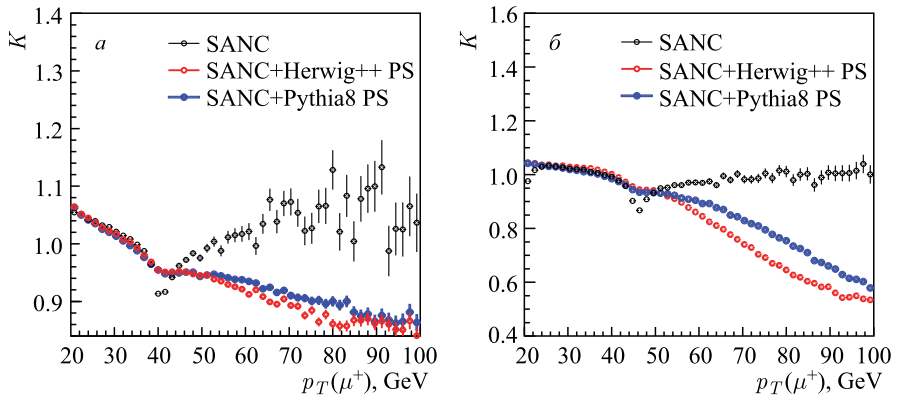 K
a
SANC
SANC+Herwig++ PS
SANC+Pythia8 PS
1.4
1.3
1.2
1.1
1.0
0.9
20 30 40 50 60 70 80 90 100
p_T(μ⁺), GeV
K
б
SANC
SANC+Herwig++ PS
SANC+Pythia8 PS
1.6
1.4
1.2
1.0
0.8
0.6
0.4
20 30 40 50 60 70 80 90 100
p_T(μ⁺), GeV